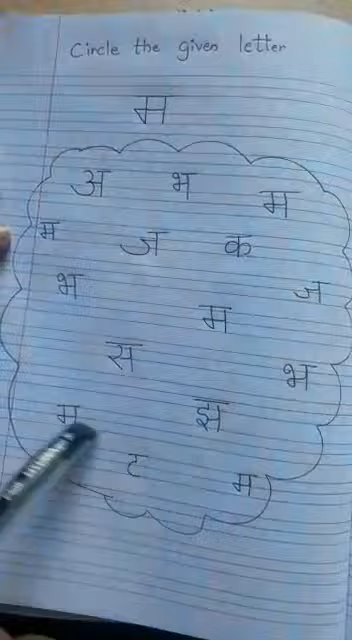 Circle the given letter
म
अ भ म
म ज क
भ ज
म
स भ
म झ
ट म